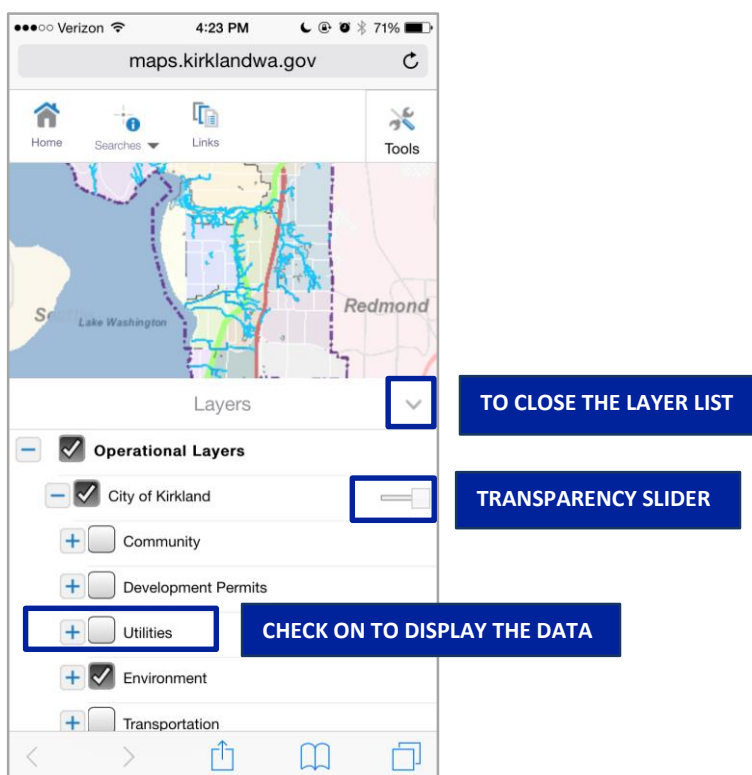 Verizon 4:23 PM 71%
maps.kirklandwa.gov
Home Searches Links Tools
Redmond
Lake Washington
Layers
TO CLOSE THE LAYER LIST
Operational Layers
City of Kirkland
TRANSPARENCY SLIDER
Community
Development Permits
Utilities
CHECK ON TO DISPLAY THE DATA
Environment
Transportation